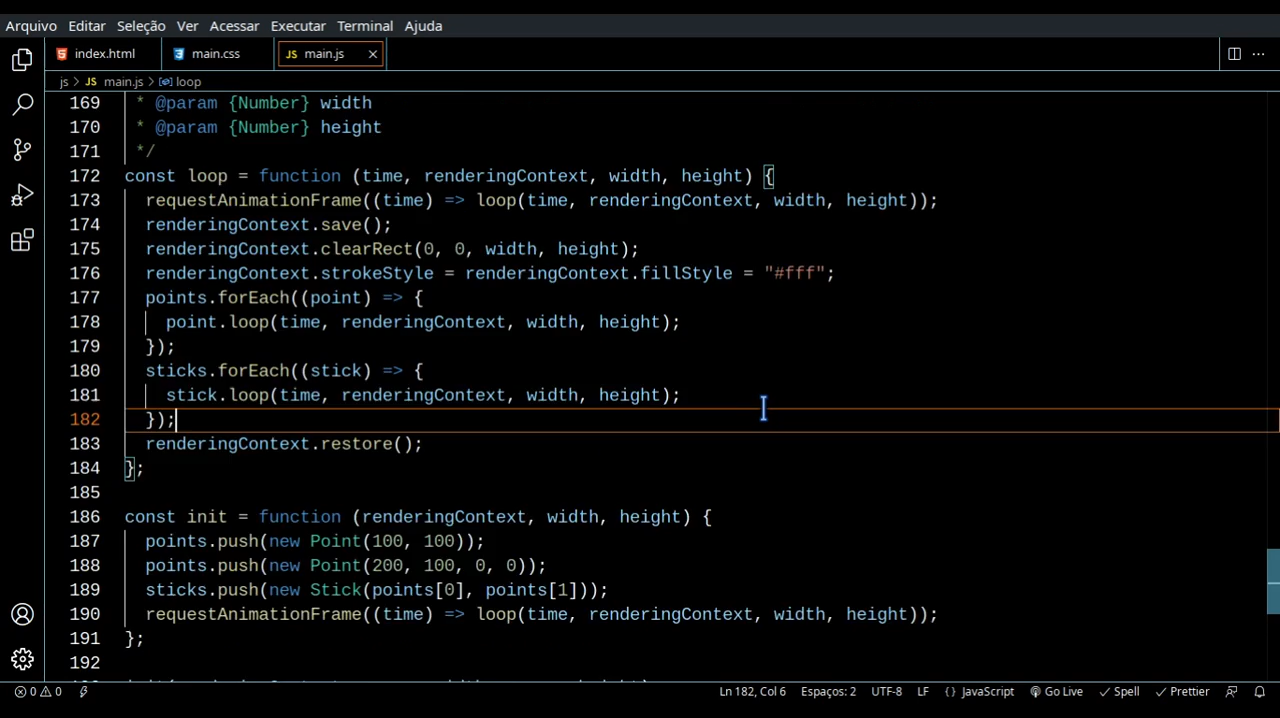 Arquivo Editar Seleção Ver Acessar Executar Terminal Ajuda
index.html main.css JS main.js
js > JS main.js > loop
169 * @param {Number} width
170 * @param {Number} height
171 */
172 const loop = function (time, renderingContext, width, height) {
173 requestAnimationFrame((time) => loop(time, renderingContext, width, height));
174 renderingContext.save();
175 renderingContext.clearRect(0, 0, width, height);
176 renderingContext.strokeStyle = renderingContext.fillStyle = "#fff";
177 points.forEach((point) => {
178 point.loop(time, renderingContext, width, height);
179 });
180 sticks.forEach((stick) => {
181 stick.loop(time, renderingContext, width, height);
182 });
183 renderingContext.restore();
184 };
185
186 const init = function (renderingContext, width, height) {
187 points.push(new Point(100, 100));
188 points.push(new Point(200, 100, 0, 0));
189 sticks.push(new Stick(points[0], points[1]));
190 requestAnimationFrame((time) => loop(time, renderingContext, width, height));
191 };
192
0 0 Ln 182, Col 6 Espaços: 2 UTF-8 LF {} JavaScript Go Live Spell Prettier